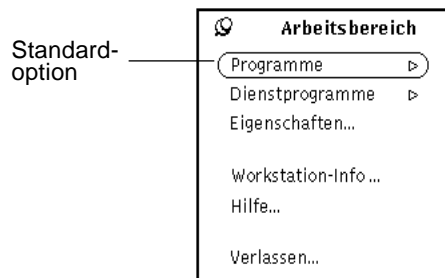 Arbeitsbereich
Standard-
option
Programme
Dienstprogramme
Eigenschaften...
Workstation-Info ...
Hilfe...
Verlassen...